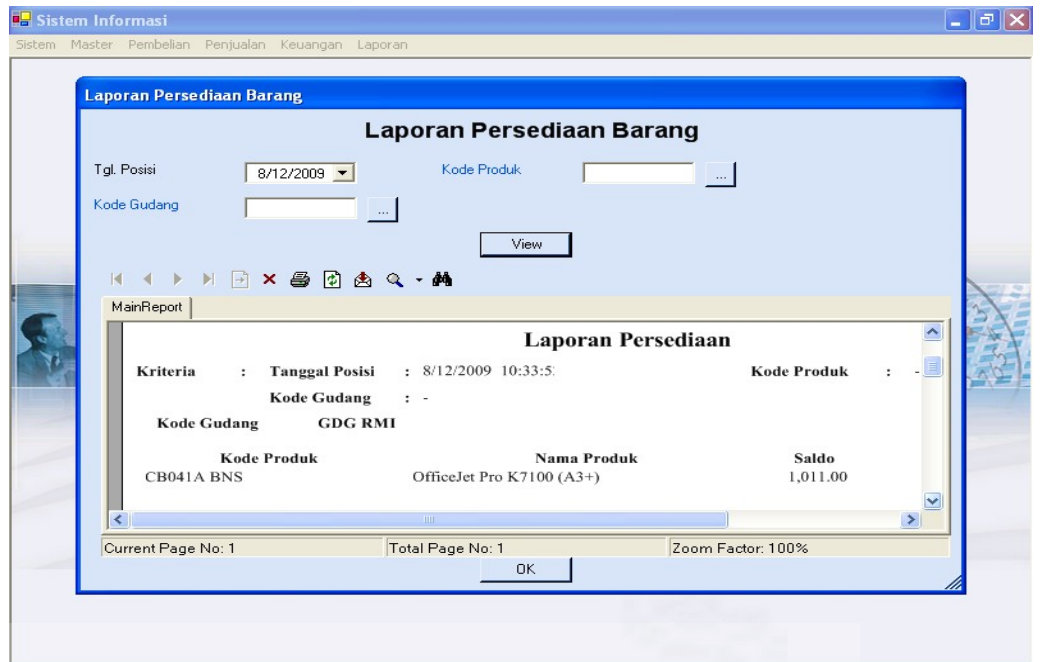 Sistem Informasi
Sistem Master Pembelian Penjualan Keuangan Laporan
Laporan Persediaan Barang
Laporan Persediaan Barang
Tgl. Posisi 8/12/2009 Kode Produk ...
Kode Gudang ...
View
MainReport
Laporan Persediaan
Kriteria : Tanggal Posisi : 8/12/2009 10:33:5 Kode Produk : -
Kode Gudang : -
Kode Gudang GDG RMI
Kode Produk Nama Produk Saldo
CB041A BNS OfficeJet Pro K7100 (A3+) 1,011.00
Current Page No: 1 Total Page No: 1 Zoom Factor: 100%
OK